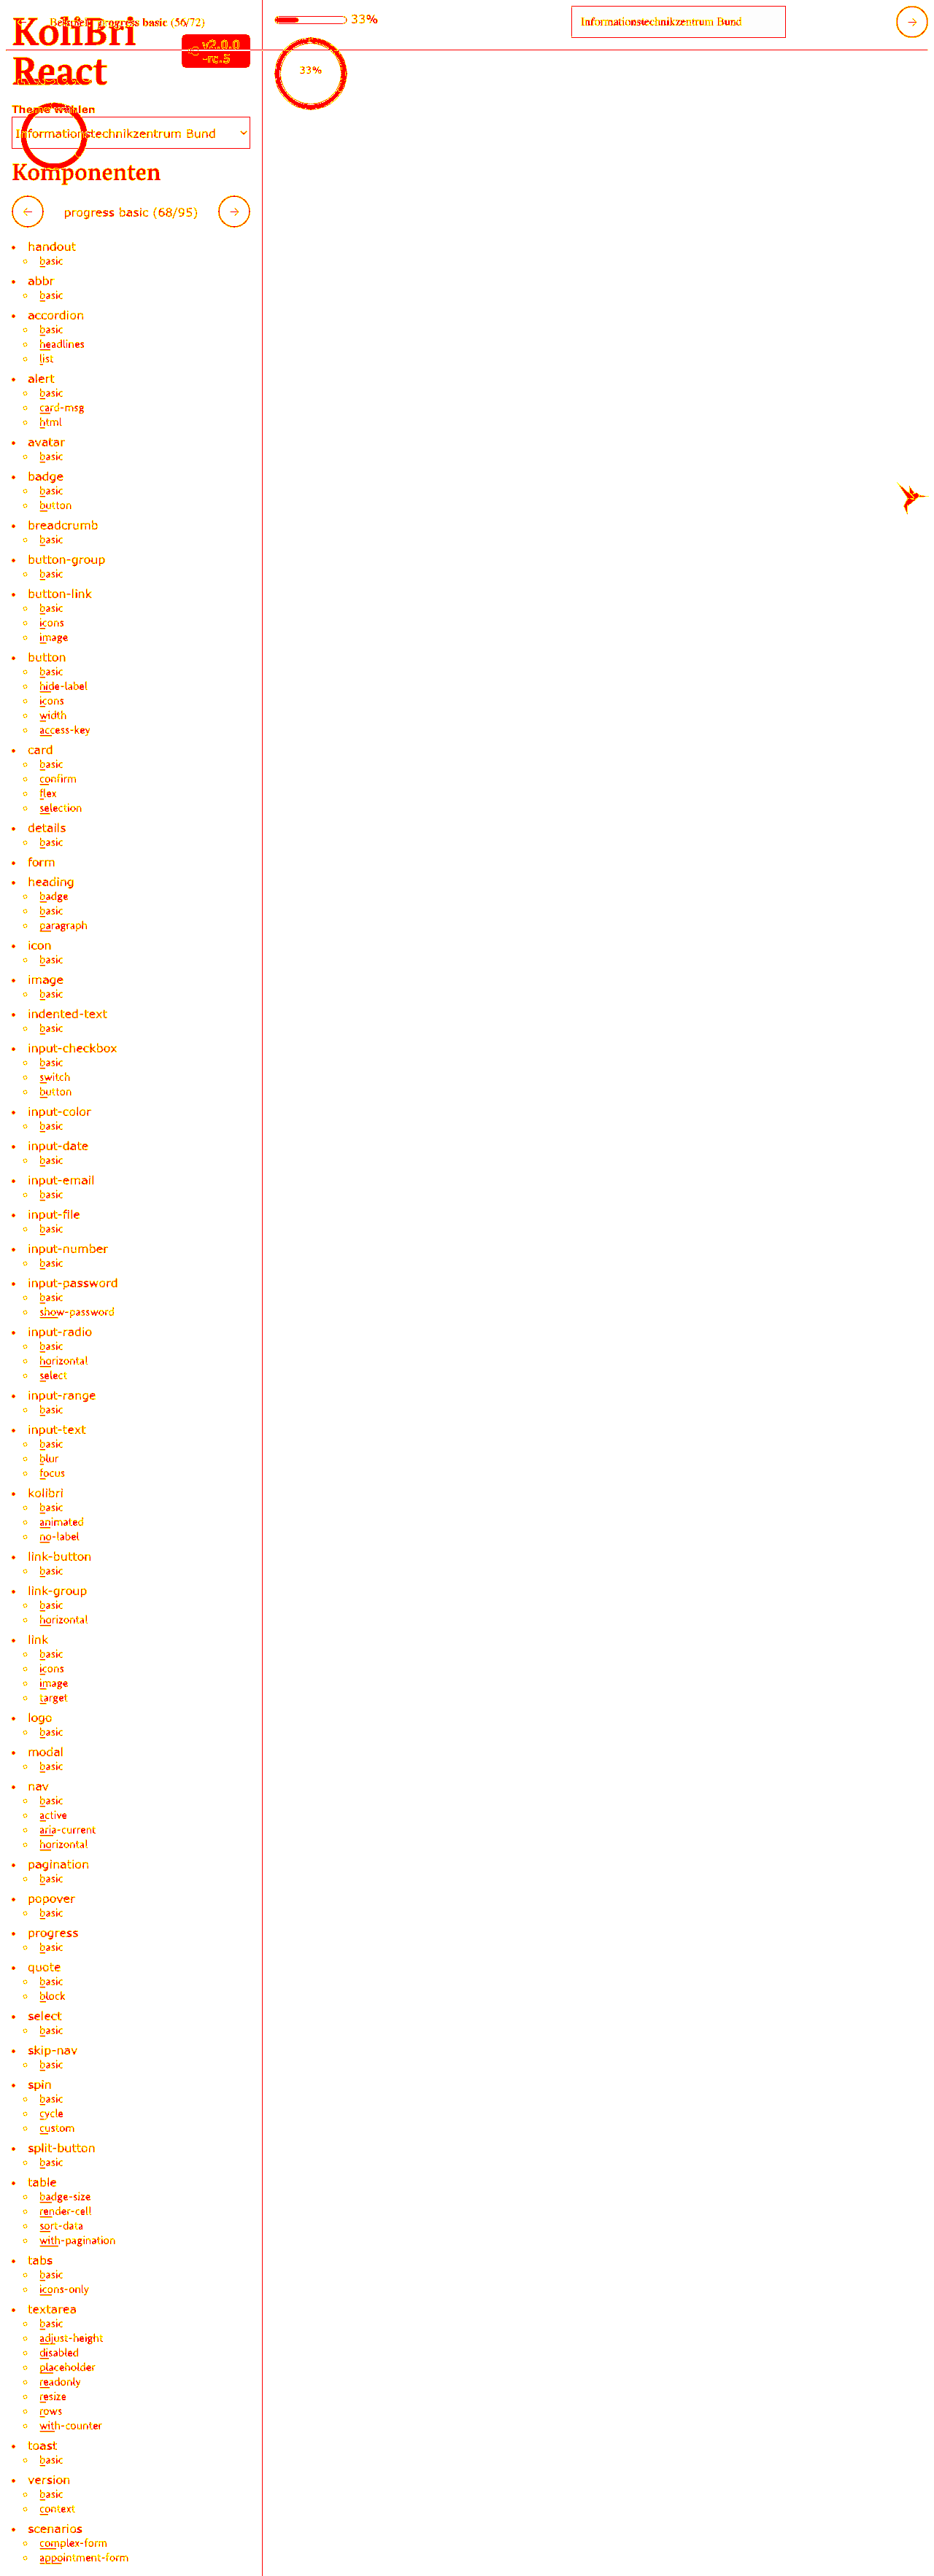 Beispiel: progress basic (56/72)
KoliBri
React
v2.0.0
-rc.5
33%
33%
Informationstechnikzentrum Bund
Theme wählen
Informationstechnikzentrum Bund
Komponenten
progress basic (68/95)
handout
basic
abbr
basic
accordion
basic
headlines
list
alert
basic
card-msg
html
avatar
basic
badge
basic
button
breadcrumb
basic
button-group
basic
button-link
basic
icons
image
button
basic
hide-label
icons
width
access-key
card
basic
confirm
flex
selection
details
basic
form
heading
badge
basic
paragraph
icon
basic
image
basic
indented-text
basic
input-checkbox
basic
switch
button
input-color
basic
input-date
basic
input-email
basic
input-file
basic
input-number
basic
input-password
basic
show-password
input-radio
basic
horizontal
select
input-range
basic
input-text
basic
blur
focus
kolibri
basic
animated
no-label
link-button
basic
link-group
basic
horizontal
link
basic
icons
image
target
logo
basic
modal
basic
nav
basic
active
aria-current
horizontal
pagination
basic
popover
basic
progress
basic
quote
basic
block
select
basic
skip-nav
basic
spin
basic
cycle
custom
split-button
basic
table
badge-size
render-cell
sort-data
with-pagination
tabs
basic
icons-only
textarea
basic
adjust-height
disabled
placeholder
readonly
resize
rows
with-counter
toast
basic
version
basic
context
scenarios
complex-form
appointment-form